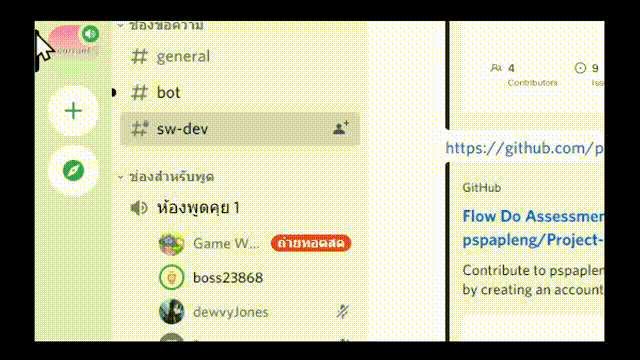 ช่องข้อความ
general
bot
sw-dev
ช่องสำหรับพูด
ห้องพูดคุย 1
Game W... ถ่ายทอดสด
boss23868
dewvyJones
4
Contributors
9
https://github.com/p
GitHub
Flow Do Assessmen
pspapleng/Project-
Contribute to pspapler
by creating an account